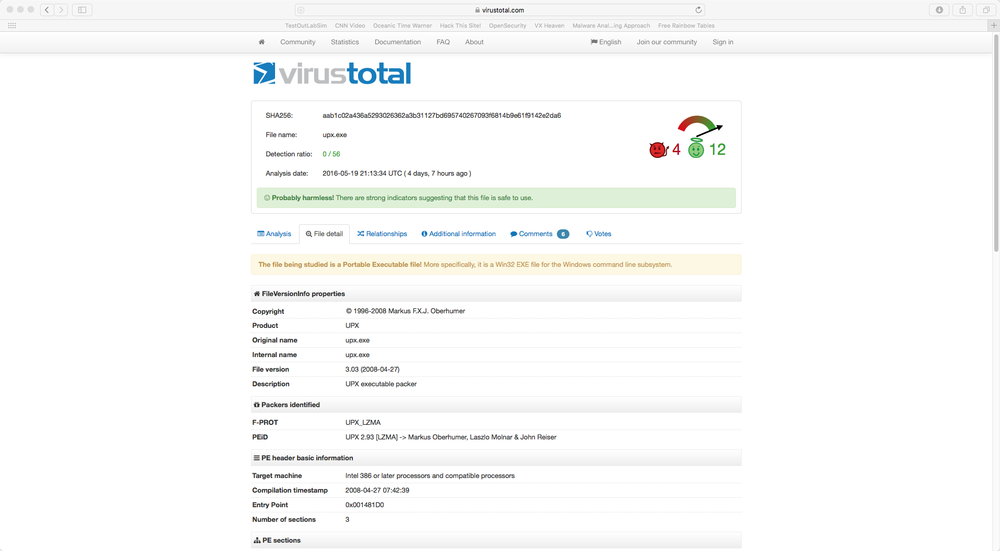 virustotal.com
TestOutLabSim CNN Video Oceanic Time Warner Hack This Site! OpenSecurity VX Heaven Malware Anal...ing Approach Free Rainbow Tables
Community Statistics Documentation FAQ About English Join our community Sign in
virustotal
SHA256: aab1c02a436a5293026362a3b31127bd695740267093f6814b9e61f9142e2da6
File name: upx.exe
Detection ratio: 0 / 56
4 12
Analysis date: 2016-05-19 21:13:34 UTC ( 4 days, 7 hours ago )
Probably harmless! There are strong indicators suggesting that this file is safe to use.
Analysis File detail Relationships Additional information Comments 6 Votes
The file being studied is a Portable Executable file! More specifically, it is a Win32 EXE file for the Windows command line subsystem.
FileVersionInfo properties
Copyright © 1996-2008 Markus F.X.J. Oberhumer
Product UPX
Original name upx.exe
Internal name upx.exe
File version 3.03 (2008-04-27)
Description UPX executable packer
Packers identified
F-PROT UPX_LZMA
PEiD UPX 2.93 [LZMA] -> Markus Oberhumer, Laszlo Molnar & John Reiser
PE header basic information
Target machine Intel 386 or later processors and compatible processors
Compilation timestamp 2008-04-27 07:42:39
Entry Point 0x001481D0
Number of sections 3
PE sections